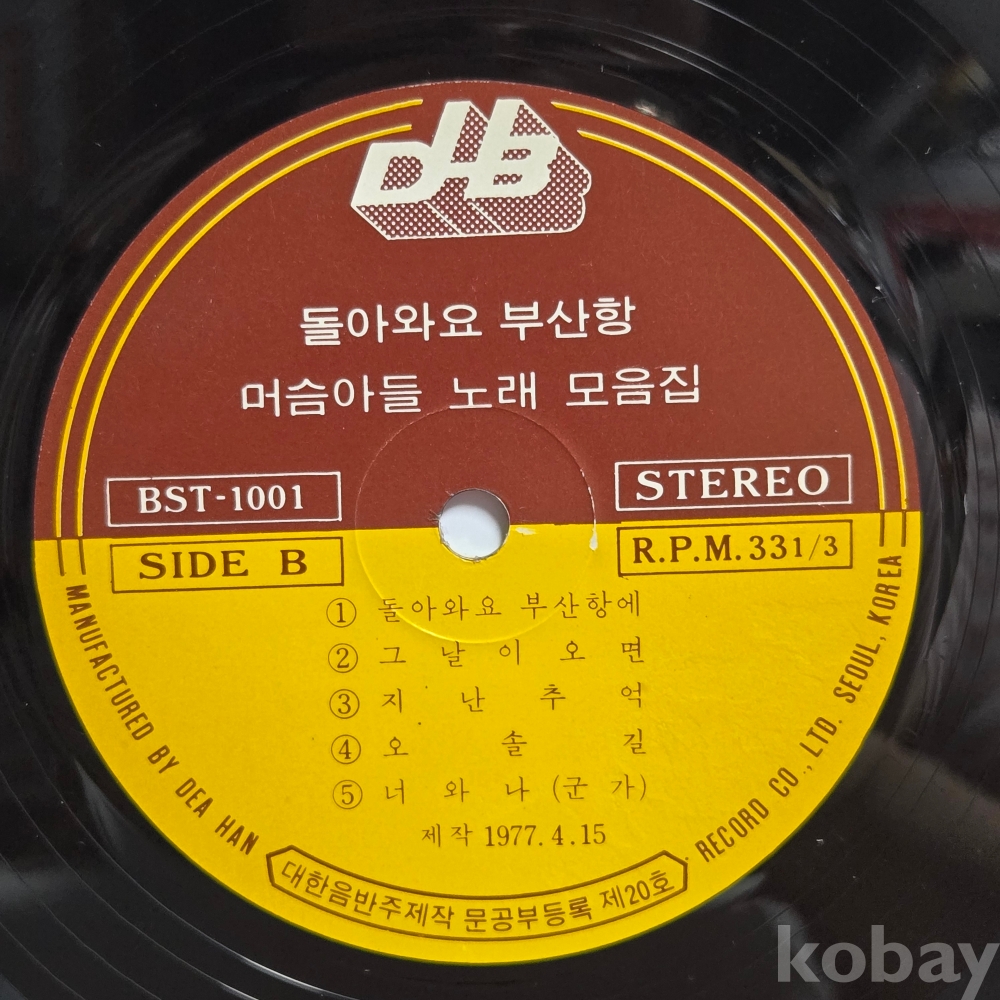 DHB
돌아와요 부산항
머슴아들 노래 모음집
BST-1001
STEREO
SIDE B
R.P.M. 33 1/3
① 돌아와요 부산항에
② 그 날 이 오 면
③ 지 난 추 억
④ 오 솔 길
⑤ 너 와 나 (군 가)
제작 1977. 4. 15
MANUFACTURED BY DEA HAN RECORD CO., LTD. SEOUL, KOREA
대한음반주제작 문공부등록 제20호
kobay